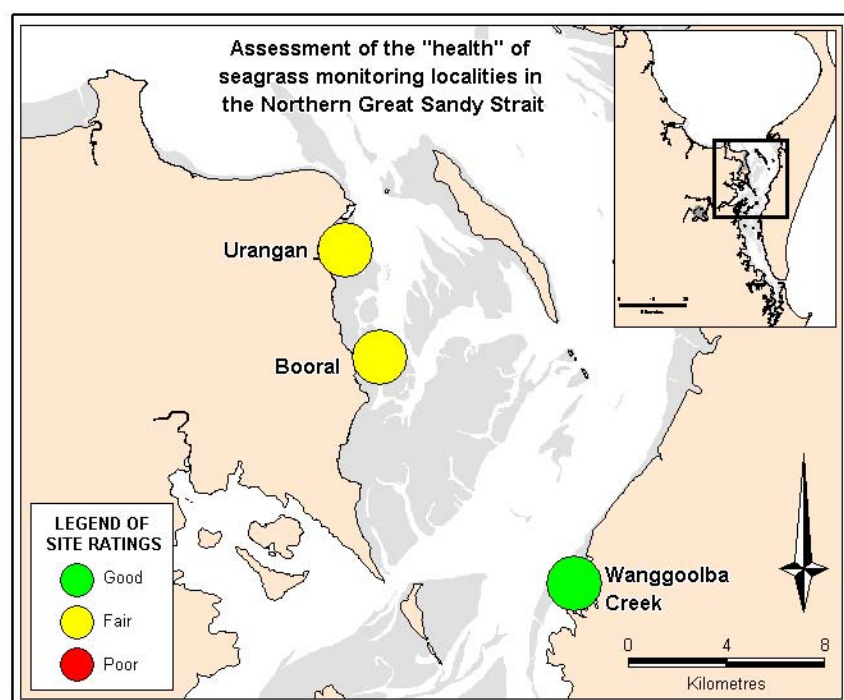 Assessment of the "health" of
seagrass monitoring localities in
the Northern Great Sandy Strait
Urangan
Booral
Wanggoolba
Creek
LEGEND OF
SITE RATINGS
Good
Fair
Poor
0 4 8
Kilometres